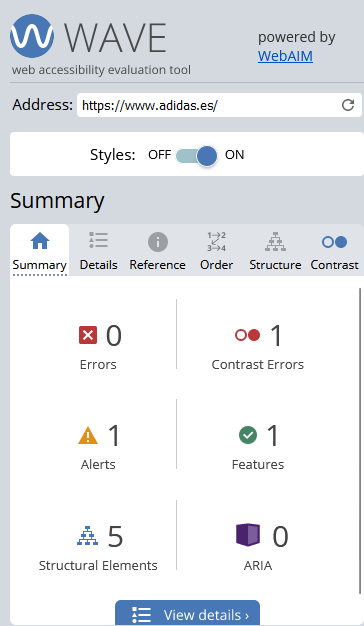 WAVE
web accessibility evaluation tool
powered by
WebAIM
Address: https://www.adidas.es/
Styles: OFF ON
Summary
Summary Details Reference Order Structure Contrast
0
Errors
1
Contrast Errors
1
Alerts
1
Features
5
Structural Elements
0
ARIA
View details ›